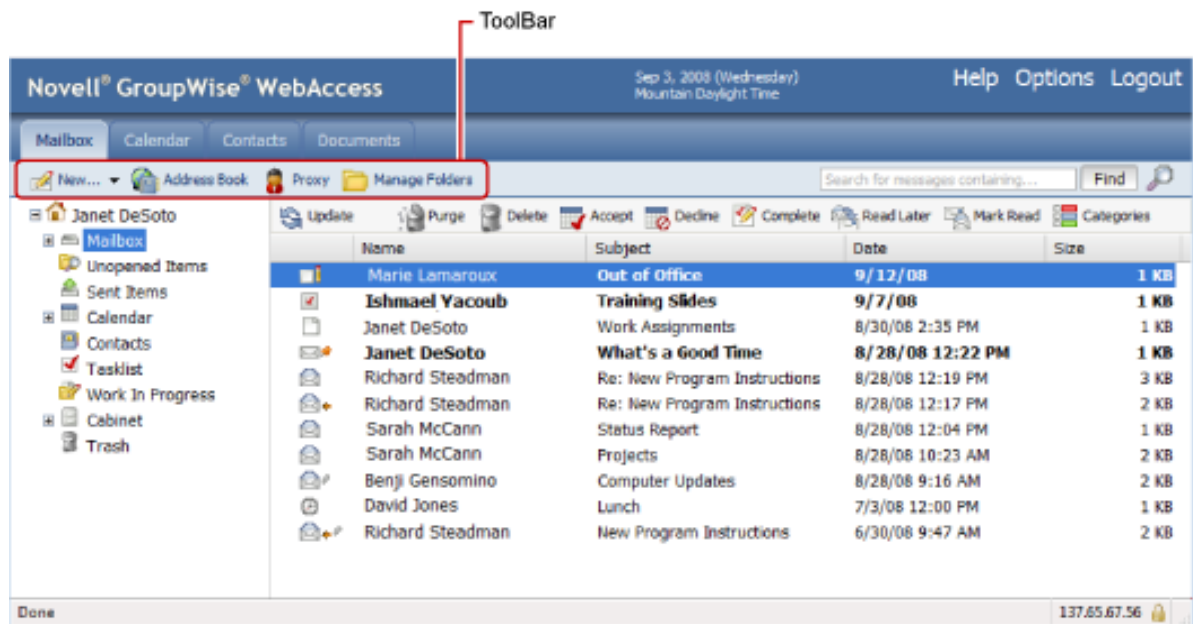 ToolBar
Novell® GroupWise® WebAccess
Sep 3, 2008 (Wednesday)
Mountain Daylight Time
Help Options Logout
Mailbox Calendar Contacts Documents
New... Address Book Proxy Manage Folders Search for messages containing... Find
Janet DeSoto
Mailbox
Unopened Items
Sent Items
Calendar
Contacts
Tasklist
Work In Progress
Cabinet
Trash
Update Purge Delete Accept Decline Complete Read Later Mark Read Categories
Name Subject Date Size
Marie Lamaroux Out of Office 9/12/08 1 KB
Ishmael Yacoub Training Slides 9/7/08 1 KB
Janet DeSoto Work Assignments 8/30/08 2:35 PM 1 KB
Janet DeSoto What's a Good Time 8/28/08 12:22 PM 1 KB
Richard Steadman Re: New Program Instructions 8/28/08 12:19 PM 3 KB
Richard Steadman Re: New Program Instructions 8/28/08 12:17 PM 2 KB
Sarah McCann Status Report 8/28/08 12:04 PM 1 KB
Sarah McCann Projects 8/28/08 10:23 AM 2 KB
Benji Gensomino Computer Updates 8/28/08 9:16 AM 2 KB
David Jones Lunch 7/3/08 12:00 PM 1 KB
Richard Steadman New Program Instructions 6/30/08 9:47 AM 2 KB
Done 137.65.67.56